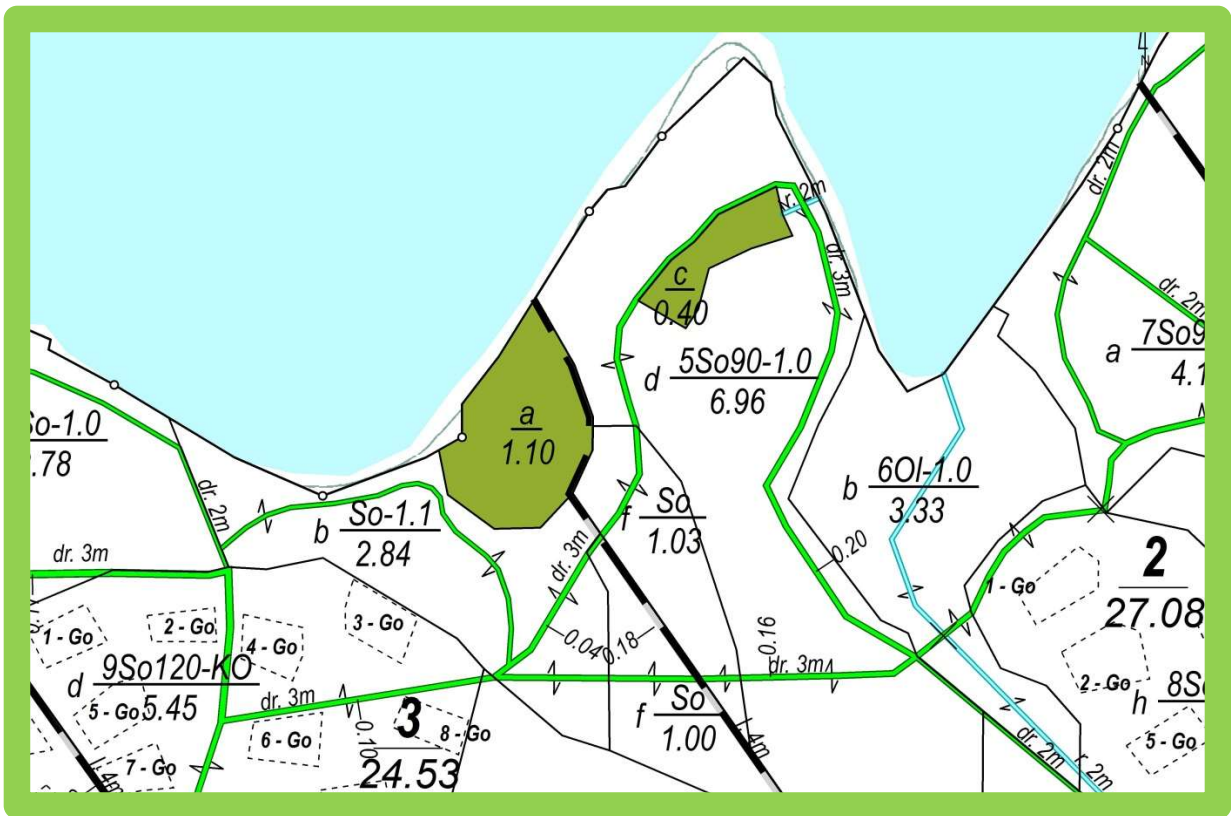 r. 2m
dr. 2m
dr. 3m
dr. 2m
c
0.40
7So9
a
4.1
d 5So90-1.0
6.96
a
1.10
So-1.0
.78
dr. 2m
b So-1.1
2.84
f So
1.03
b 6Ol-1.0
3.33
dr. 3m
dr. 3m
0.20
2
27.08
1-Go
1 - Go
2 - Go
3 - Go
4 - Go
0.04
0.18
0.16
dr. 3m
d 9So120-KO
5.45
5 - Go
dr. 3m
2 - Go
h 8So
f So
1.00
3
24.53
0.10
6 - Go
8 - Go
5 - Go
7 - Go
4m
r. 4m
dr. 2m
r. 2m